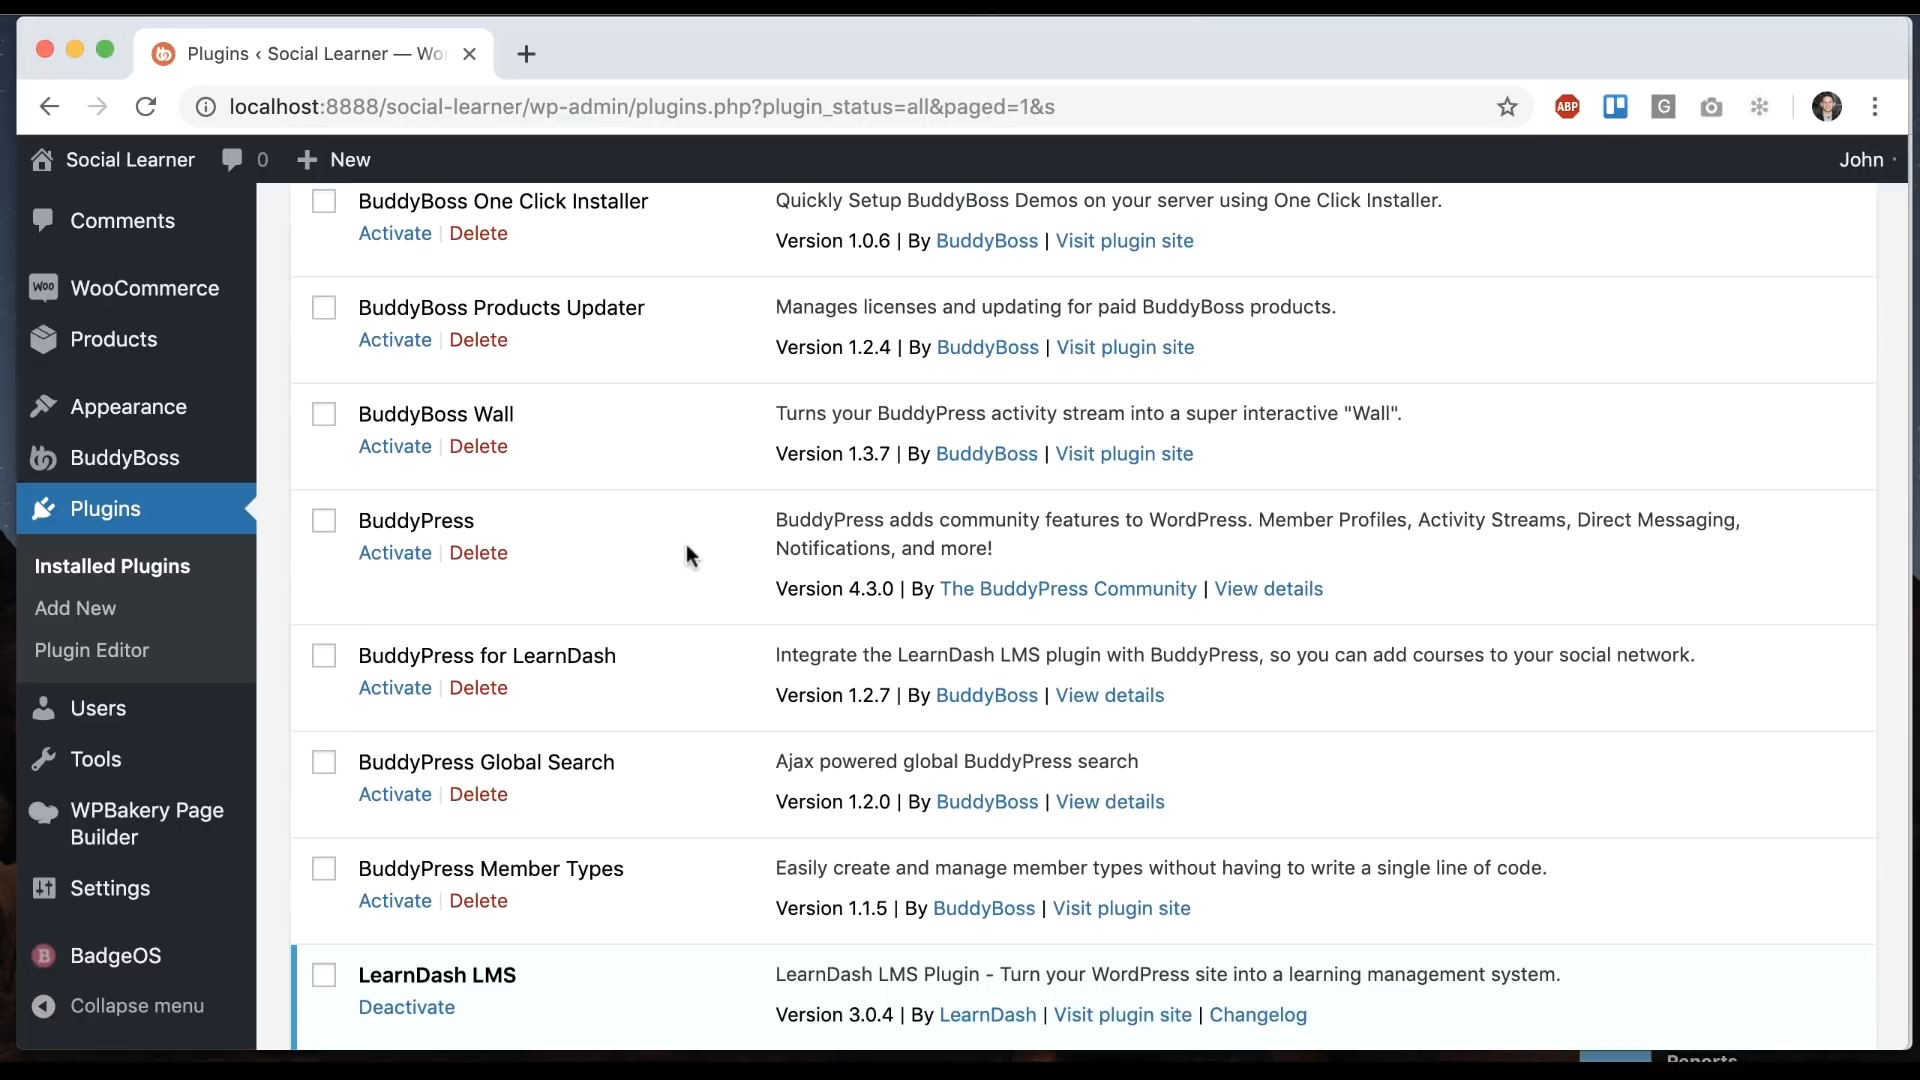 Plugins ‹ Social Learner — Wo
localhost:8888/social-learner/wp-admin/plugins.php?plugin_status=all&paged=1&s
ABP
G
Social Learner 0 New John
Comments
WOO WooCommerce
Products
Appearance
BuddyBoss
Plugins
Installed Plugins
Add New
Plugin Editor
Users
Tools
WPBakery Page
Builder
Settings
B BadgeOS
Collapse menu
BuddyBoss One Click Installer
Activate | Delete
Quickly Setup BuddyBoss Demos on your server using One Click Installer.
Version 1.0.6 | By BuddyBoss | Visit plugin site
BuddyBoss Products Updater
Activate | Delete
Manages licenses and updating for paid BuddyBoss products.
Version 1.2.4 | By BuddyBoss | Visit plugin site
BuddyBoss Wall
Activate | Delete
Turns your BuddyPress activity stream into a super interactive "Wall".
Version 1.3.7 | By BuddyBoss | Visit plugin site
BuddyPress
Activate | Delete
BuddyPress adds community features to WordPress. Member Profiles, Activity Streams, Direct Messaging,
Notifications, and more!
Version 4.3.0 | By The BuddyPress Community | View details
BuddyPress for LearnDash
Activate | Delete
Integrate the LearnDash LMS plugin with BuddyPress, so you can add courses to your social network.
Version 1.2.7 | By BuddyBoss | View details
BuddyPress Global Search
Activate | Delete
Ajax powered global BuddyPress search
Version 1.2.0 | By BuddyBoss | View details
BuddyPress Member Types
Activate | Delete
Easily create and manage member types without having to write a single line of code.
Version 1.1.5 | By BuddyBoss | Visit plugin site
LearnDash LMS
Deactivate
LearnDash LMS Plugin - Turn your WordPress site into a learning management system.
Version 3.0.4 | By LearnDash | Visit plugin site | Changelog
Reports